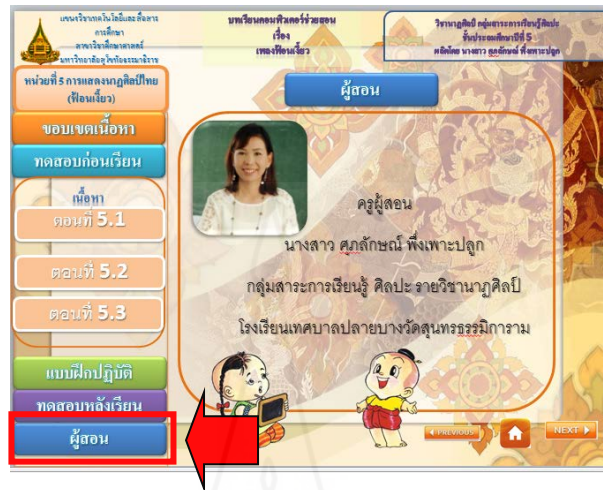 แขนงวิชาเทคโนโลยีและสื่อสาร
การศึกษา
สาขาวิชาศึกษาศาสตร์
มหาวิทยาลัยสุโขทัยธรรมาธิราช
บทเรียนคอมพิวเตอร์ช่วยสอน
เรื่อง
เพลงฟ้อนเงี้ยว
วิชานาฏศิลป์ กลุ่มสาระการเรียนรู้ศิลปะ
ชั้นประถมศึกษาปีที่ 5
ผลิตโดย นางสาว ศุภลักษณ์ พึ่งเพาะปลูก
หน่วยที่ 5 การแสดงนาฏศิลป์ไทย
(ฟ้อนเงี้ยว)
ขอบเขตเนื้อหา
ทดสอบก่อนเรียน
เนื้อหา
ตอนที่ 5.1
ตอนที่ 5.2
ตอนที่ 5.3
แบบฝึกปฏิบัติ
ทดสอบหลังเรียน
ผู้สอน
ผู้สอน
ครูผู้สอน
นางสาว ศุภลักษณ์ พึ่งเพาะปลูก
กลุ่มสาระการเรียนรู้ ศิลปะ รายวิชานาฏศิลป์
โรงเรียนเทศบาลปลายบางวัดสุนทรธรรมิการาม
PREVIOUS
NEXT